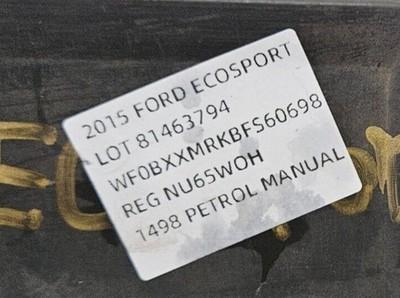 2015 FORD ECOSPORT
LOT 81463794
WF0BXXMRKBFS60698
REG NU65WOH
1498 PETROL MANUAL